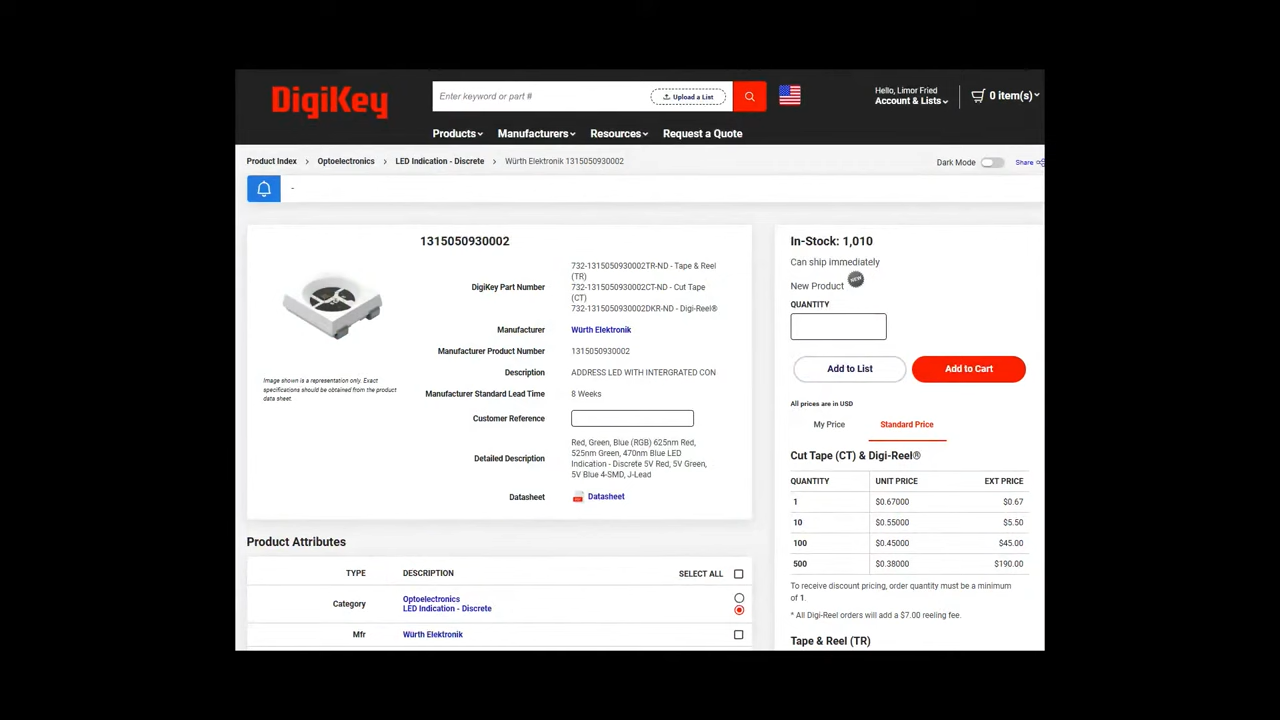 DigiKey
Enter keyword or part #
Upload a List
Hello, Limor Fried
Account & Lists
0 item(s)
Products
Manufacturers
Resources
Request a Quote
Product Index > Optoelectronics > LED Indication - Discrete > Würth Elektronik 1315050930002
Dark Mode
Share
-
1315050930002
DigiKey Part Number
732-1315050930002TR-ND - Tape & Reel
(TR)
732-1315050930002CT-ND - Cut Tape
(CT)
732-1315050930002DKR-ND - Digi-Reel®
Manufacturer
Würth Elektronik
Manufacturer Product Number
1315050930002
Description
ADDRESS LED WITH INTERGRATED CON
Manufacturer Standard Lead Time
8 Weeks
Customer Reference
Detailed Description
Red, Green, Blue (RGB) 625nm Red,
525nm Green, 470nm Blue LED
Indication - Discrete 5V Red, 5V Green,
5V Blue 4-SMD, J-Lead
Datasheet
Datasheet
Image shown is a representation only. Exact
specifications should be obtained from the product
data sheet.
In-Stock: 1,010
Can ship immediately
New Product
NEW
QUANTITY
Add to List
Add to Cart
All prices are in USD
My Price
Standard Price
Cut Tape (CT) & Digi-Reel®
QUANTITY UNIT PRICE EXT PRICE
1 $0.67000 $0.67
10 $0.55000 $5.50
100 $0.45000 $45.00
500 $0.38000 $190.00
To receive discount pricing, order quantity must be a minimum
of 1.
* All Digi-Reel orders will add a $7.00 reeling fee.
Tape & Reel (TR)
Product Attributes
TYPE DESCRIPTION SELECT ALL
Category
Optoelectronics
LED Indication - Discrete
Mfr
Würth Elektronik